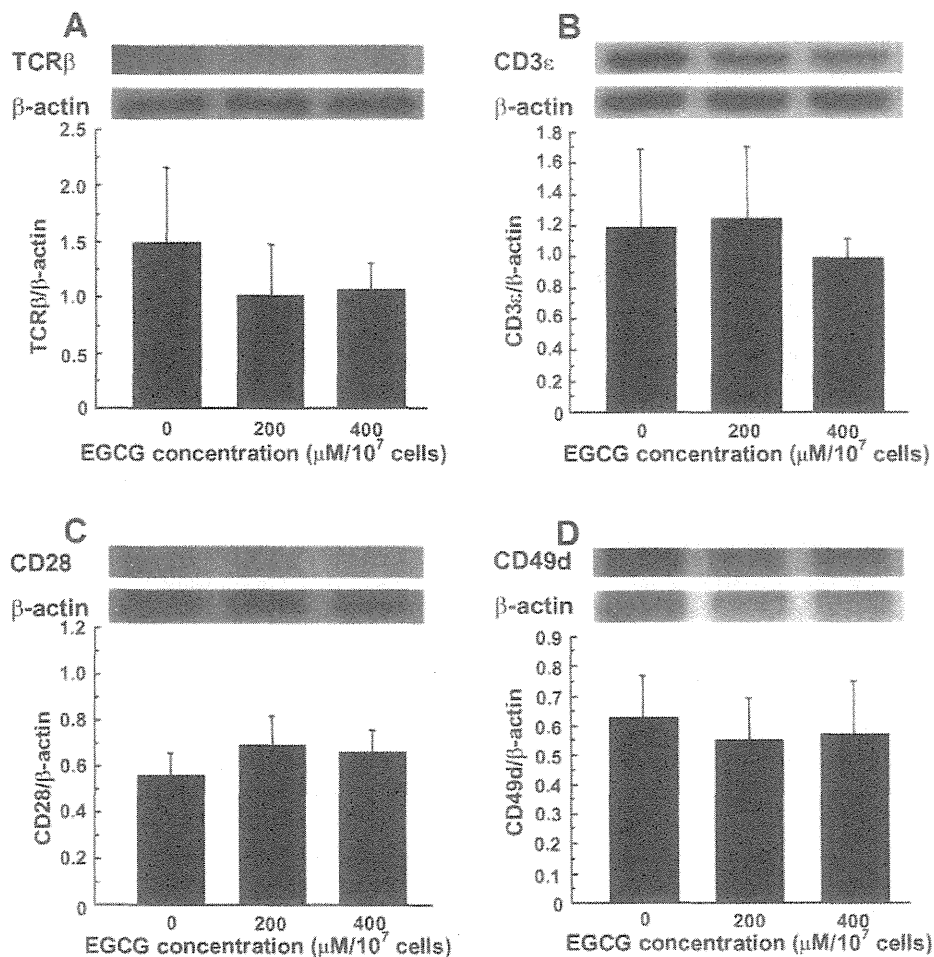 A
TCRβ
β-actin
2.5
2.0
1.5
1.0
0.5
0
TCRβ/β-actin
0 200 400
EGCG concentration (μM/10⁷ cells)
B
CD3ε
β-actin
1.8
1.6
1.4
1.2
1.0
0.8
0.6
0.4
0.2
0
CD3ε/β-actin
0 200 400
EGCG concentration (μM/10⁷ cells)
C
CD28
β-actin
1.2
1.0
0.8
0.6
0.4
0.2
0
CD28/β-actin
0 200 400
EGCG concentration (μM/10⁷ cells)
D
CD49d
β-actin
0.9
0.8
0.7
0.6
0.5
0.4
0.3
0.2
0.1
0
CD49d/β-actin
0 200 400
EGCG concentration (μM/10⁷ cells)